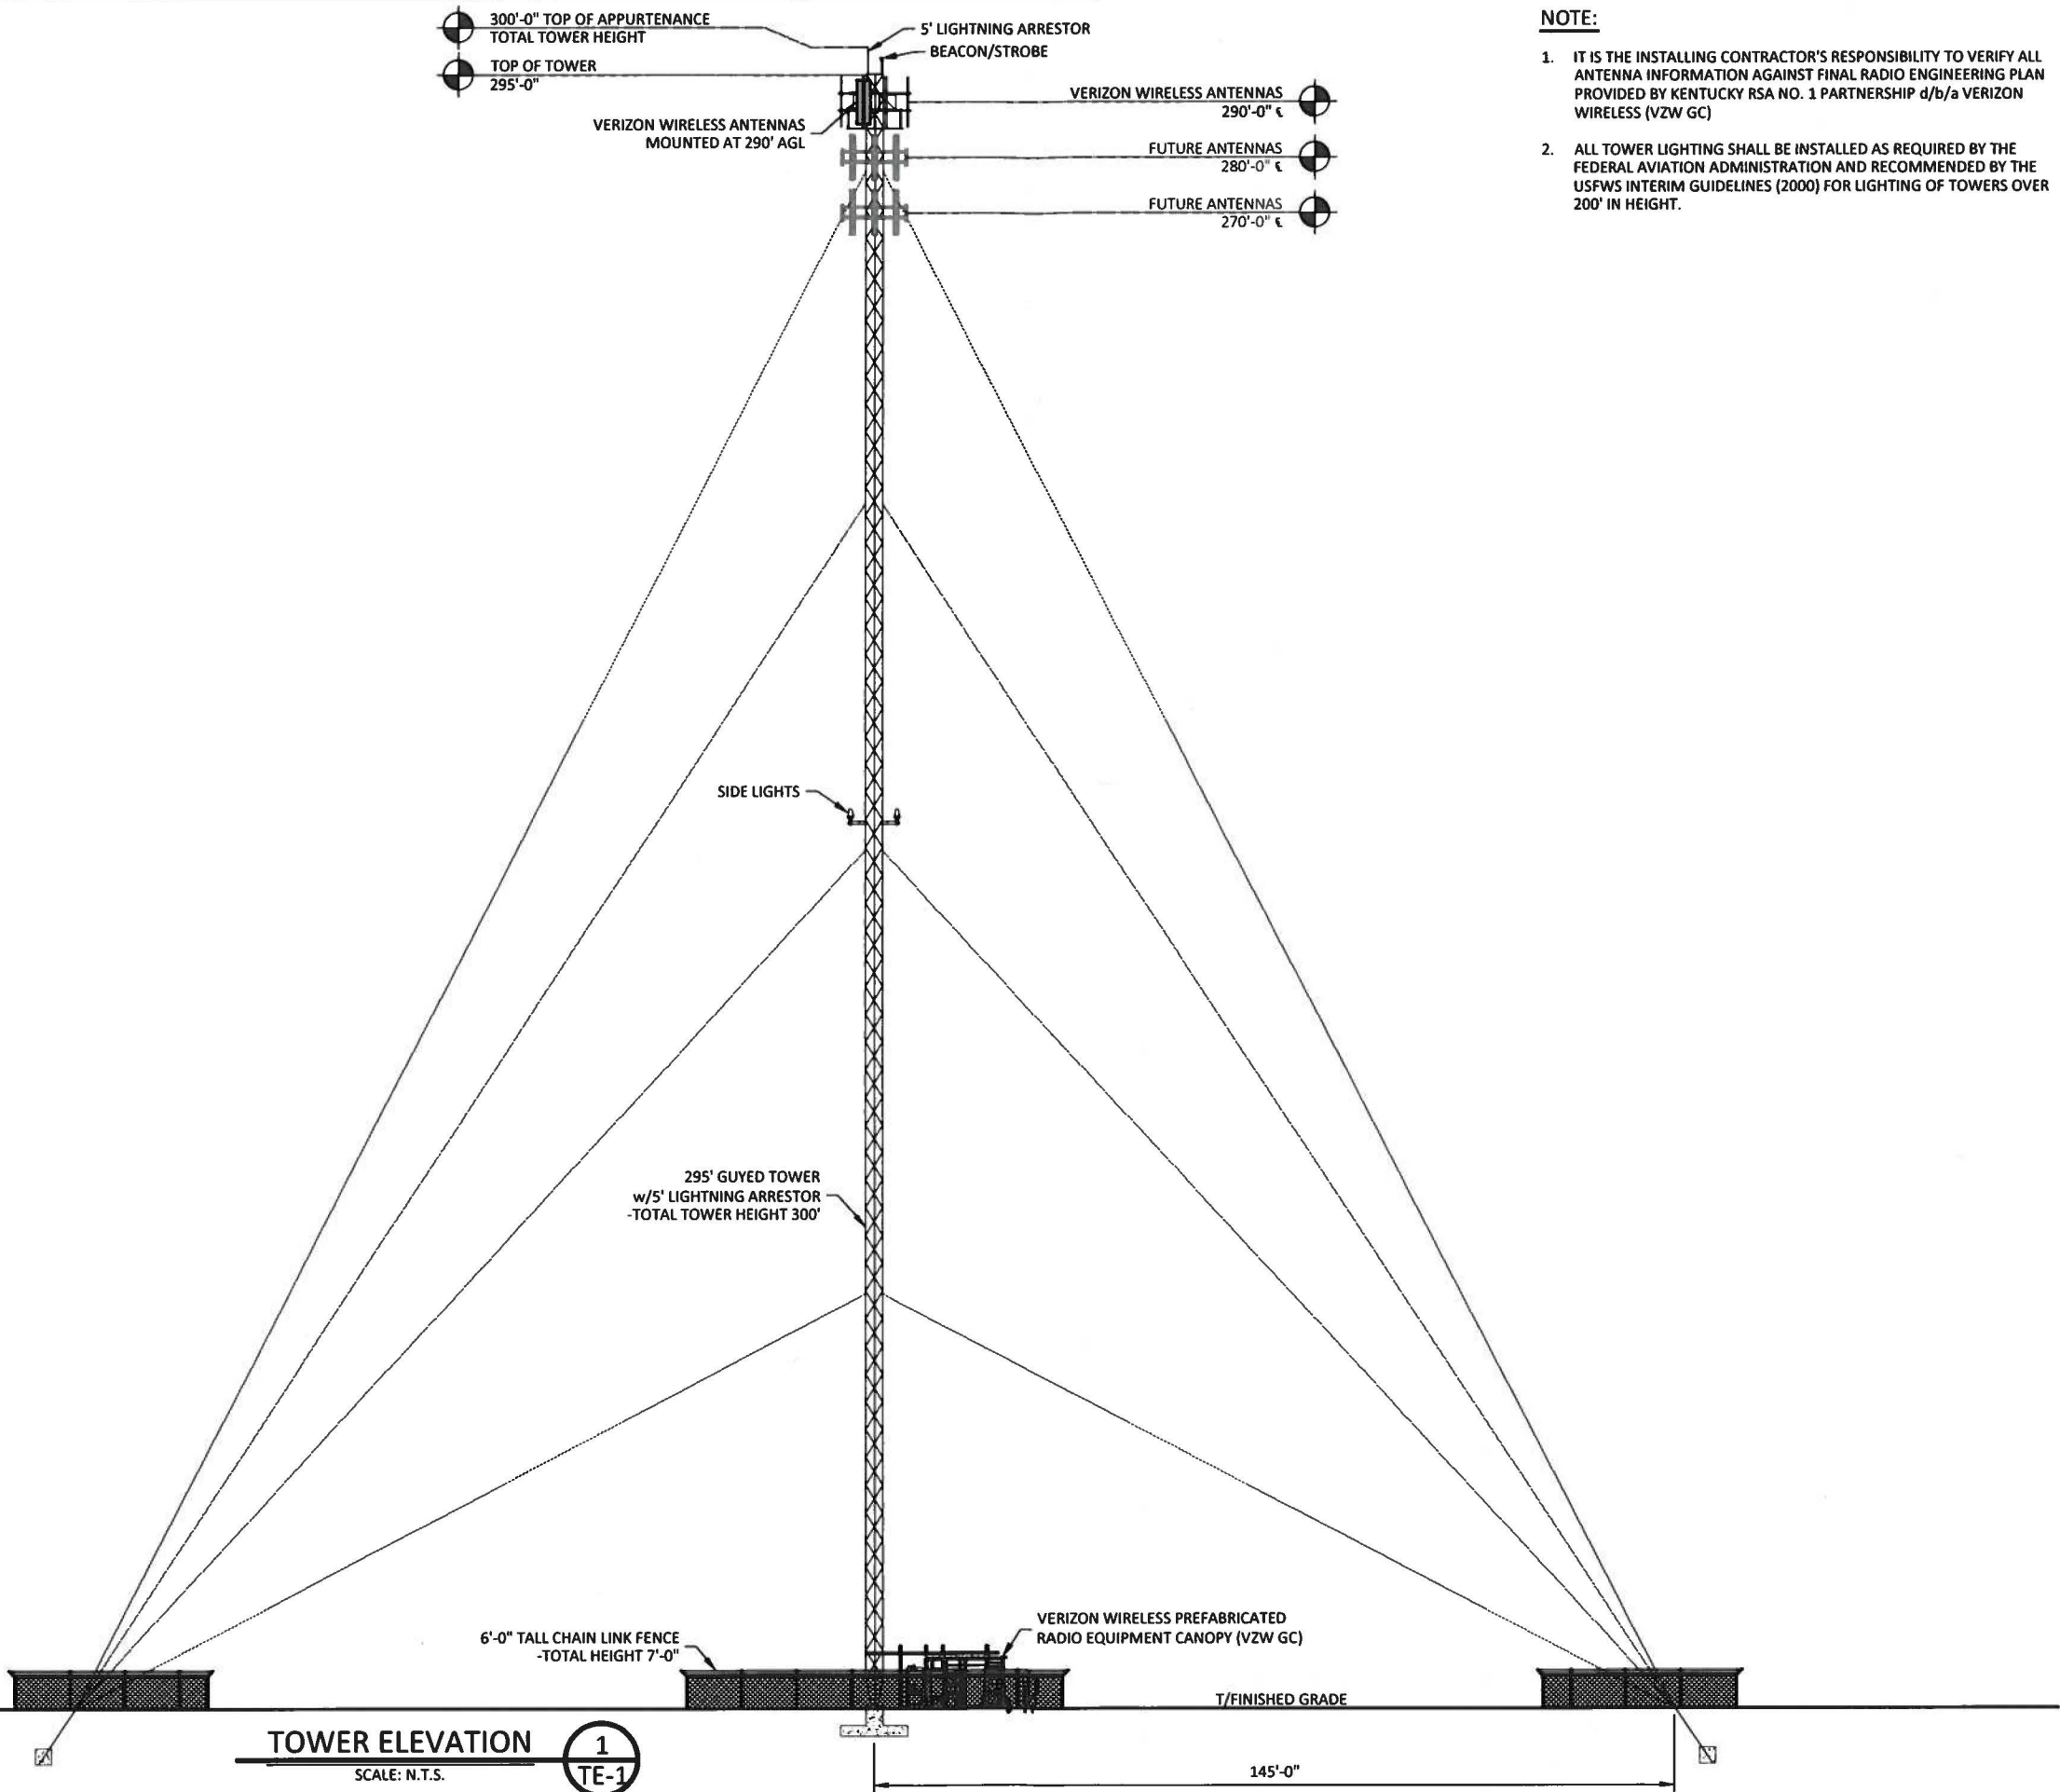 300'-0" TOP OF APPURTENANCE
TOTAL TOWER HEIGHT
TOP OF TOWER
295'-0"
5' LIGHTNING ARRESTOR
BEACON/STROBE
VERIZON WIRELESS ANTENNAS
MOUNTED AT 290' AGL
VERIZON WIRELESS ANTENNAS
290'-0" ℄
FUTURE ANTENNAS
280'-0" ℄
FUTURE ANTENNAS
270'-0" ℄
NOTE:
1. IT IS THE INSTALLING CONTRACTOR'S RESPONSIBILITY TO VERIFY ALL
ANTENNA INFORMATION AGAINST FINAL RADIO ENGINEERING PLAN
PROVIDED BY KENTUCKY RSA NO. 1 PARTNERSHIP d/b/a VERIZON
WIRELESS (VZW GC)
2. ALL TOWER LIGHTING SHALL BE INSTALLED AS REQUIRED BY THE
FEDERAL AVIATION ADMINISTRATION AND RECOMMENDED BY THE
USFWS INTERIM GUIDELINES (2000) FOR LIGHTING OF TOWERS OVER
200' IN HEIGHT.
SIDE LIGHTS
295' GUYED TOWER
w/5' LIGHTNING ARRESTOR
-TOTAL TOWER HEIGHT 300'
6'-0" TALL CHAIN LINK FENCE
-TOTAL HEIGHT 7'-0"
VERIZON WIRELESS PREFABRICATED
RADIO EQUIPMENT CANOPY (VZW GC)
T/FINISHED GRADE
TOWER ELEVATION
SCALE: N.T.S.
1
TE-1
145'-0"